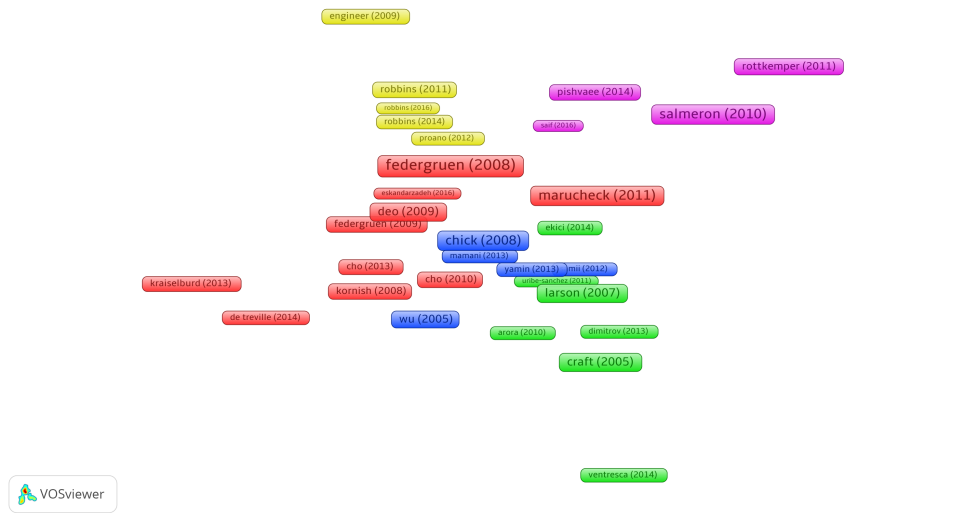 engineer (2009)
rottkemper (2011)
robbins (2011)
pishvaee (2014)
robbins (2016)
salmeron (2010)
robbins (2014)
saif (2016)
proano (2012)
federgruen (2008)
eskandarzadeh (2016)
marucheck (2011)
deo (2009)
federgruen (2009)
ekici (2014)
chick (2008)
mamani (2013)
cho (2013)
yamin (2013)
(2012)
cho (2010)
uribe-sanchez (2011)
kraiselburd (2013)
kornish (2008)
larson (2007)
de treville (2014)
wu (2005)
arora (2010)
dimitrov (2013)
craft (2005)
ventresca (2014)
VOSviewer